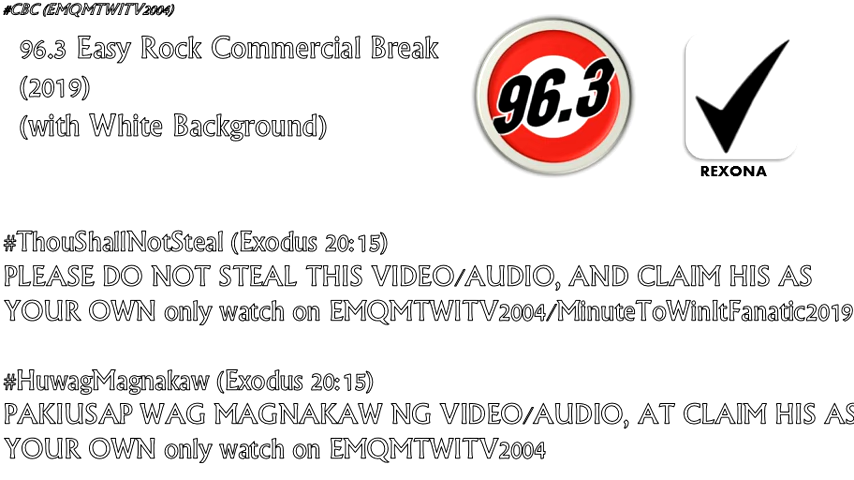 #CBC (EMQMTWITV2004)
96.3 Easy Rock Commercial Break
(2019)
(with White Background)
96.3
REXONA
#ThouShallNotSteal (Exodus 20:15)
PLEASE DO NOT STEAL THIS VIDEO/AUDIO, AND CLAIM HIS AS
YOUR OWN only watch on EMQMTWITV2004/MinuteToWinItFanatic2019
#HuwagMagnakaw (Exodus 20:15)
PAKIUSAP WAG MAGNAKAW NG VIDEO/AUDIO, AT CLAIM HIS AS
YOUR OWN only watch on EMQMTWITV2004